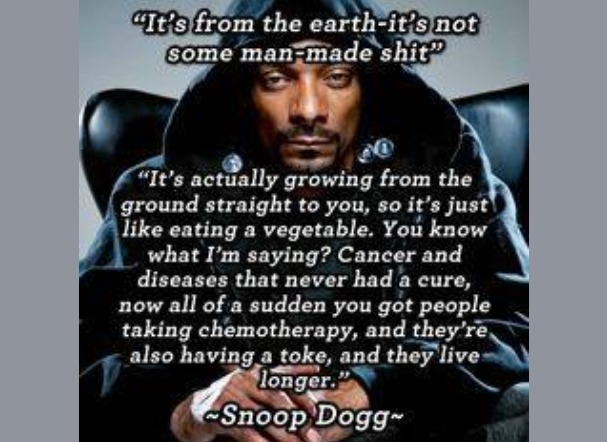 “It’s from the earth-it’s not
some man-made shit”
“It’s actually growing from the
ground straight to you, so it’s just
like eating a vegetable. You know
what I’m saying? Cancer and
diseases that never had a cure,
now all of a sudden you got people
taking chemotherapy, and they’re
also having a toke, and they live
longer.”
~Snoop Dogg~